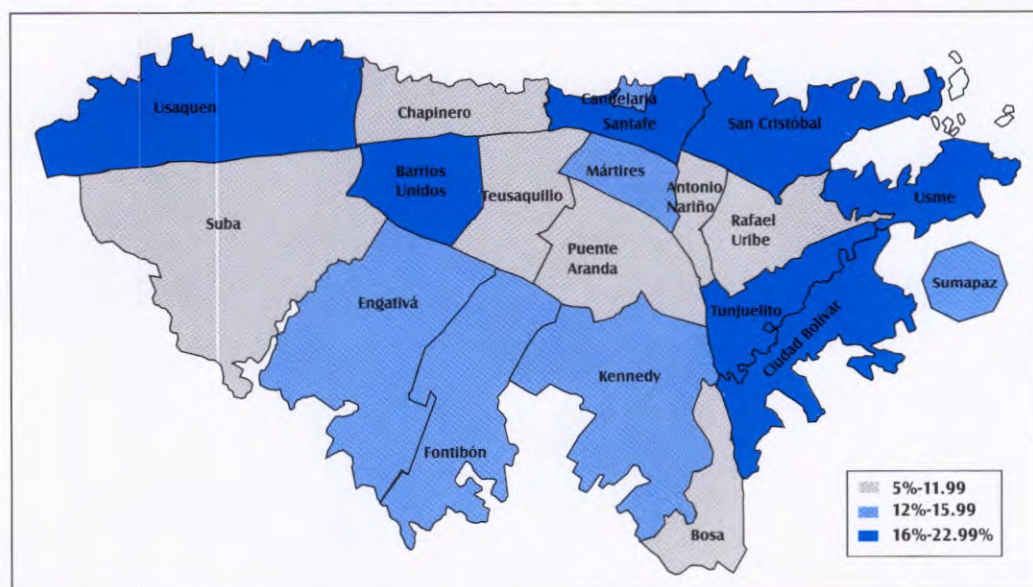 Usaquen
Chapinero
Candelaria
Santafe
San Cristóbal
Barrios
Unidos
Teusaquillo
Mártires
Antonio
Nariño
Usme
Suba
Rafael
Uribe
Puente
Aranda
Sumapaz
Engativá
Tunjuelito
Ciudad Bolívar
Kennedy
Fontibón
Bosa
5%-11.99
12%-15.99
16%-22.99%